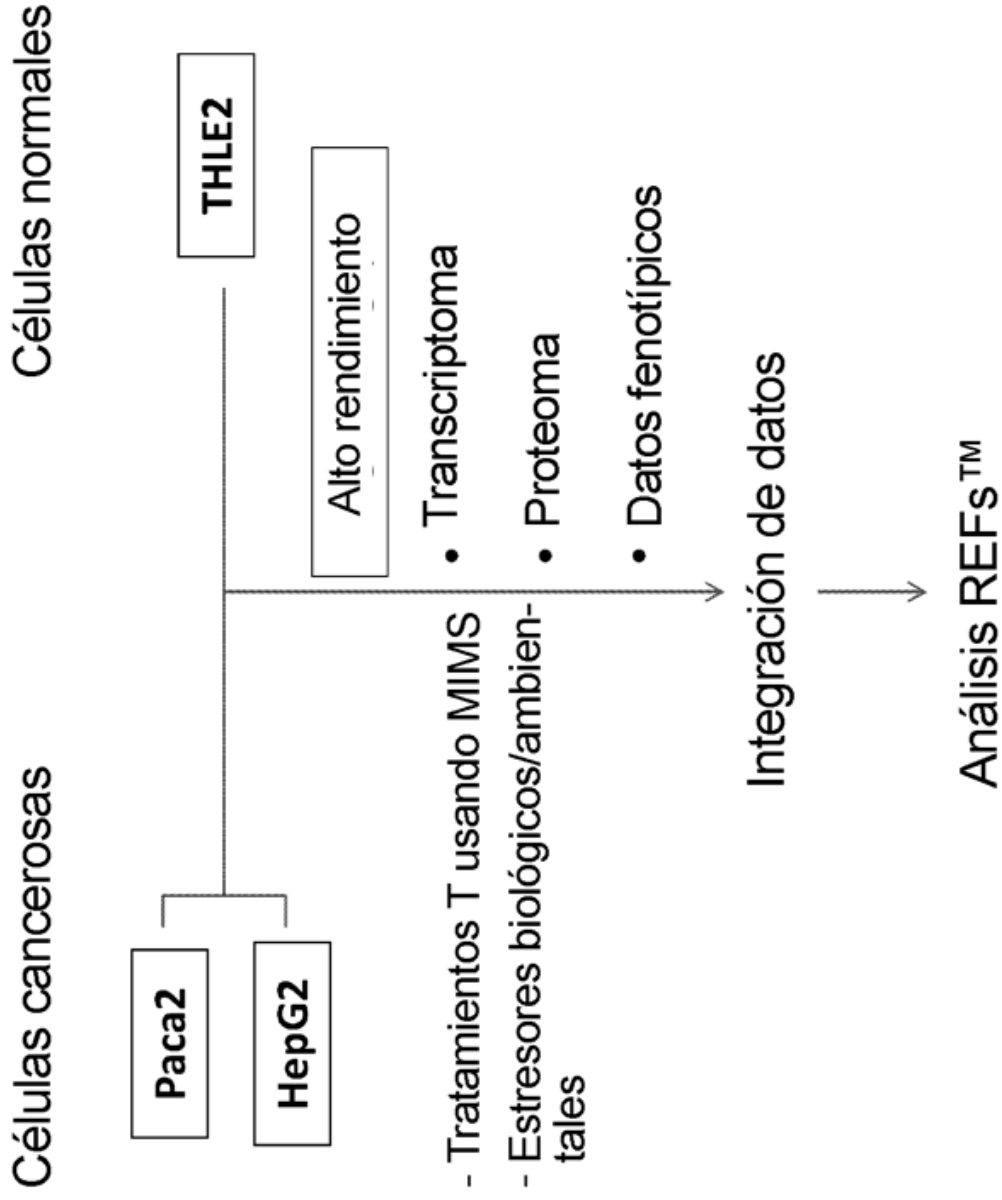 Células cancerosas
Células normales
Paca2
HepG2
THLE2
Alto rendimiento
- Tratamientos T usando MIMS
- Estresores biológicos/ambien-
tales
• Transcriptoma
• Proteoma
• Datos fenotípicos
Integración de datos
Análisis REFs™